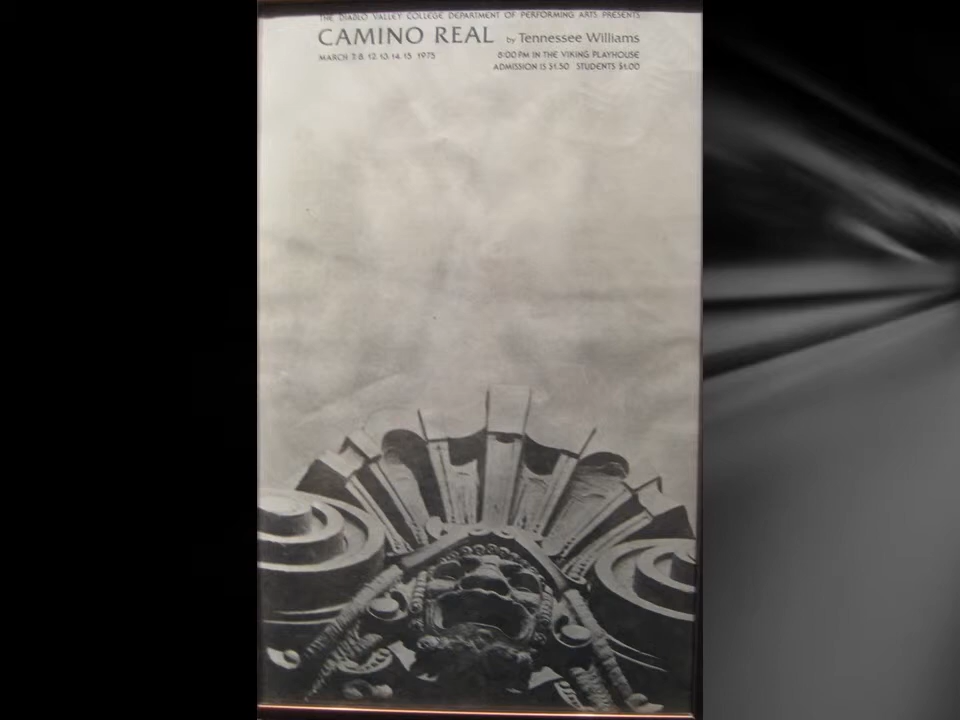 THE DIABLO VALLEY COLLEGE DEPARTMENT OF PERFORMING ARTS PRESENTS
CAMINO REAL by Tennessee Williams
MARCH 7. 8. 12. 13. 14. 15 1975
8:00 PM IN THE VIKING PLAYHOUSE
ADMISSION IS $1.50 STUDENTS $1.00